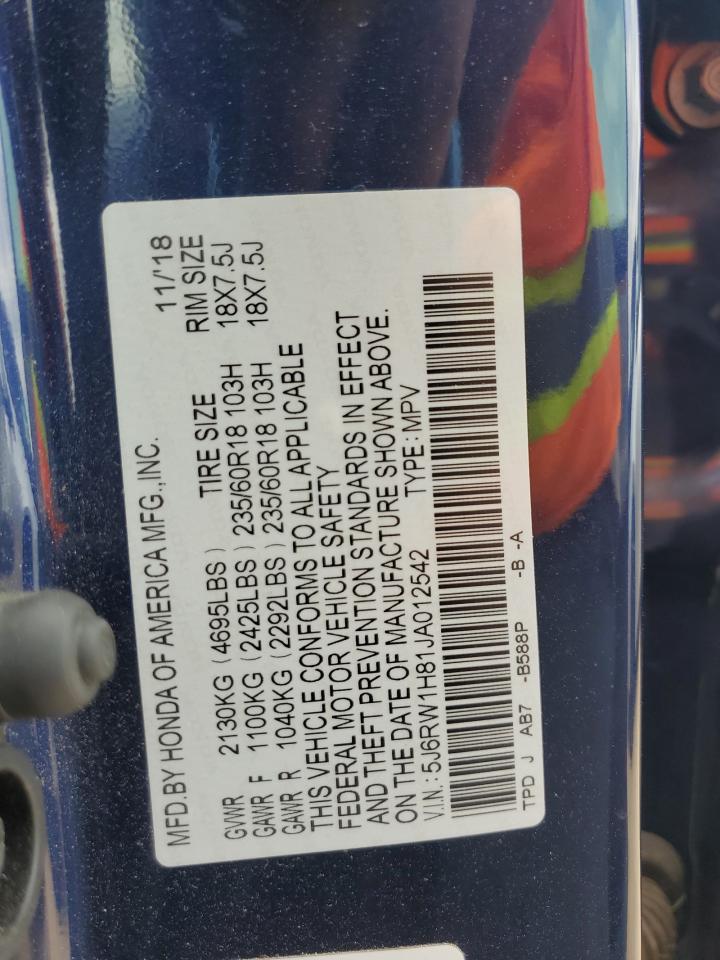 MFD.BY HONDA OF AMERICA MFG.,INC. 11/'18
TIRE SIZE RIM SIZE
GVWR 2130KG (4695LBS)
GAWR F 1100KG (2425LBS) 235/60R18 103H 18X7.5J
GAWR R 1040KG (2292LBS) 235/60R18 103H 18X7.5J
THIS VEHICLE CONFORMS TO ALL APPLICABLE
FEDERAL MOTOR VEHICLE SAFETY
AND THEFT PREVENTION STANDARDS IN EFFECT
ON THE DATE OF MANUFACTURE SHOWN ABOVE.
V.I.N.: 5J6RW1H81JA012542 TYPE: MPV
TPD J AB7 -B588P -B -A